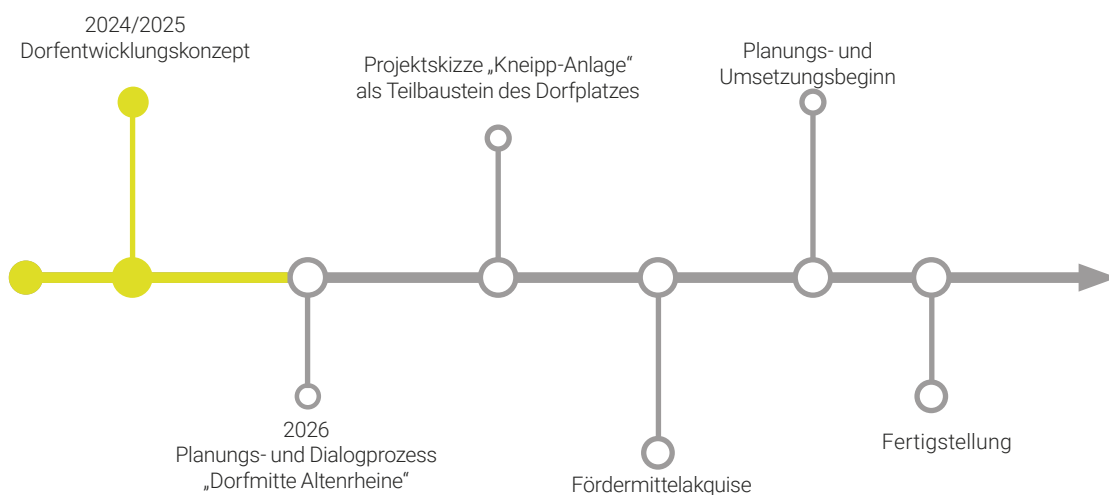 2024/2025
Dorfentwicklungskonzept
2026
Planungs- und Dialogprozess
„Dorfmitte Altenrheine“
Projektskizze „Kneipp-Anlage“
als Teilbaustein des Dorfplatzes
Fördermittelakquise
Planungs- und
Umsetzungsbeginn
Fertigstellung